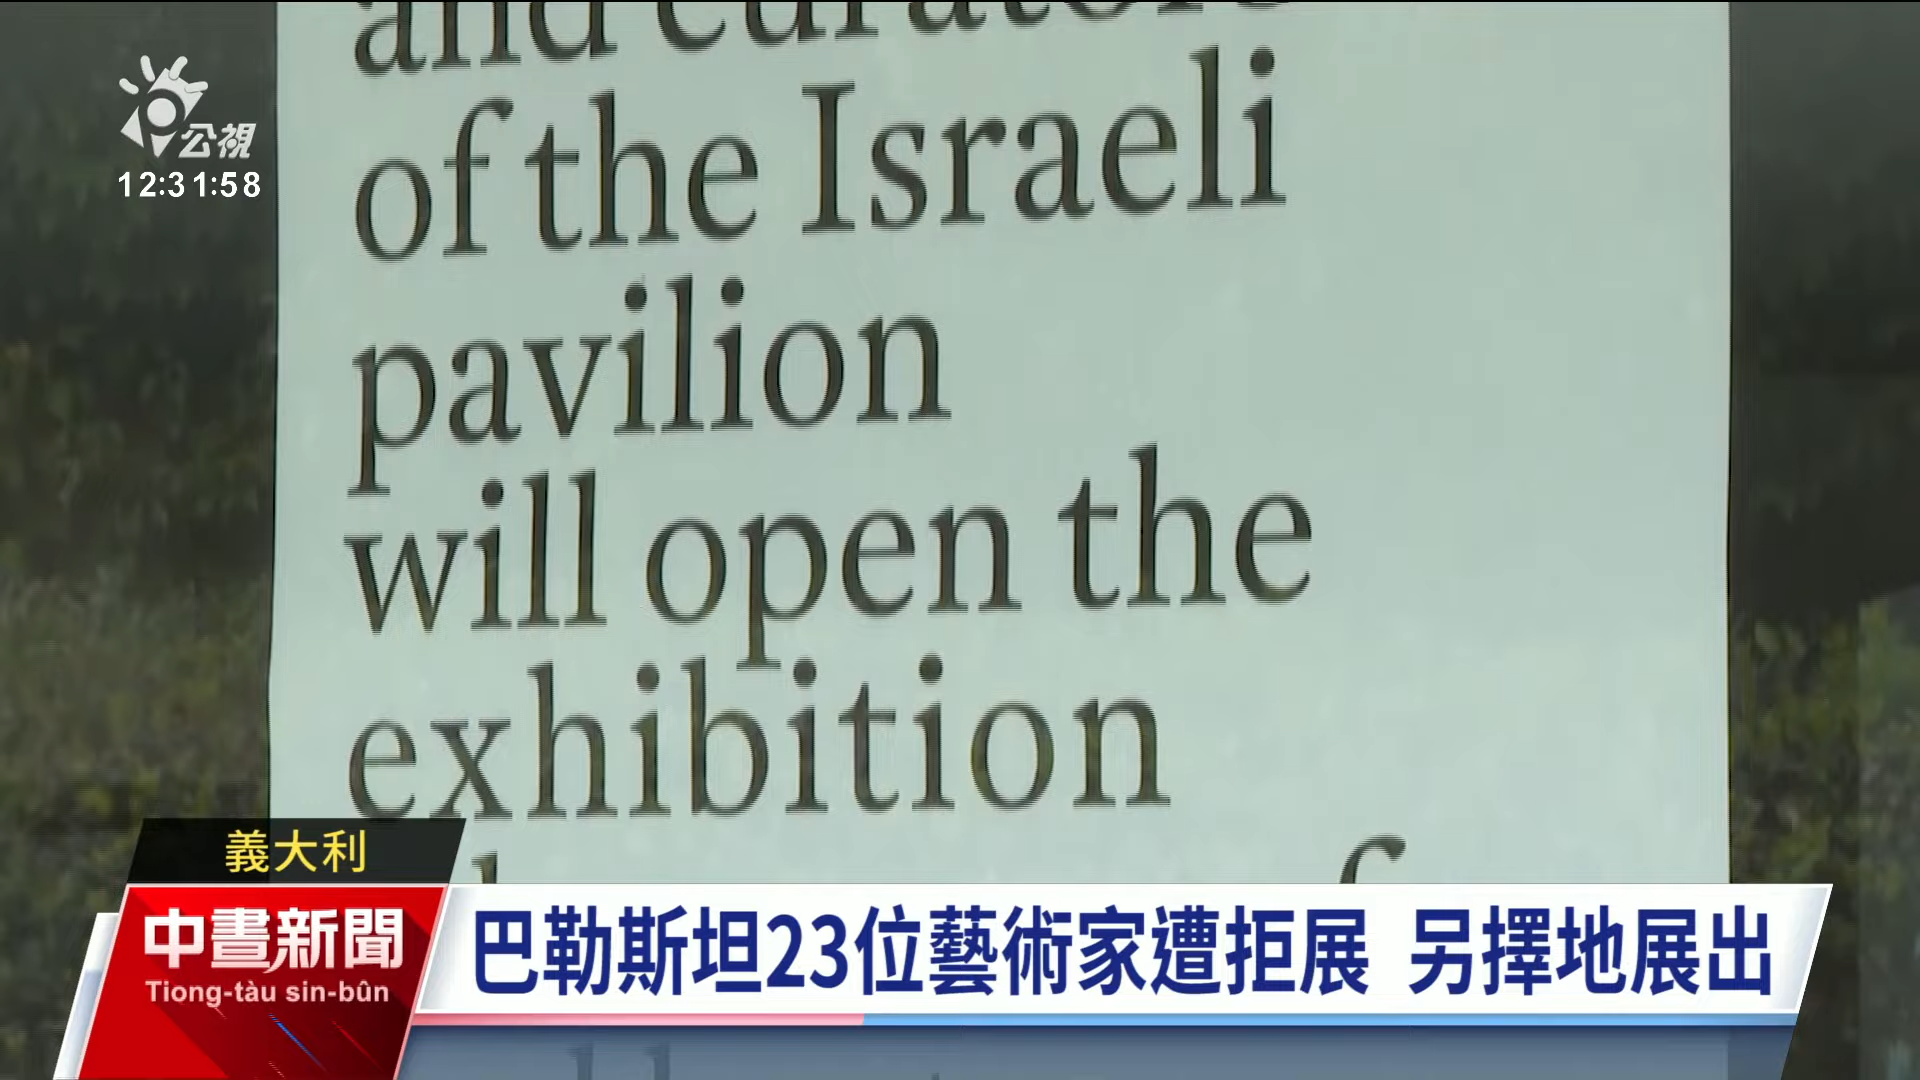 and curators
of the Israeli
pavilion
will open the
exhibition
公視
12:31:58
義大利
中晝新聞
Tiong-tàu sin-bûn
巴勒斯坦23位藝術家遭拒展 另擇地展出